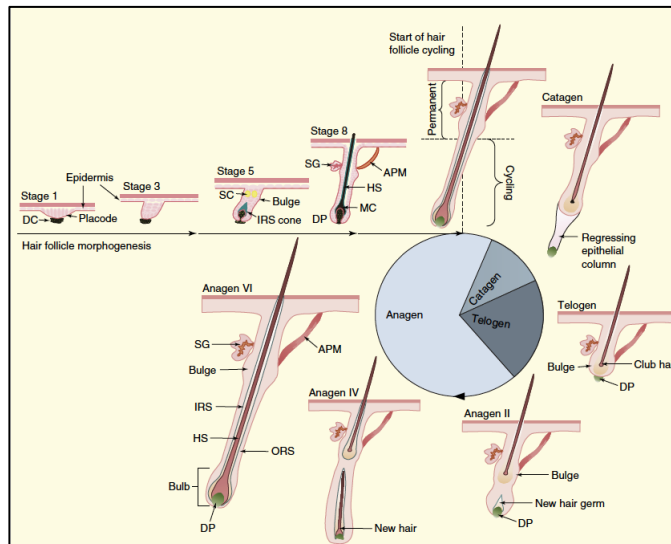 Start of hair
follicle cycling
Permanent
Cycling
Catagen
Regressing
epithelial
column
Stage 8
SG
APM
HS
MC
DP
Stage 5
SC
Bulge
IRS cone
Epidermis
Stage 1
Stage 3
DC
Placode
Hair follicle morphogenesis
Anagen
Catagen
Telogen
Anagen VI
SG
APM
Bulge
IRS
HS
ORS
Bulb
DP
Anagen IV
New hair
Anagen II
Bulge
New hair germ
DP
Telogen
Bulge
Club ha
DP